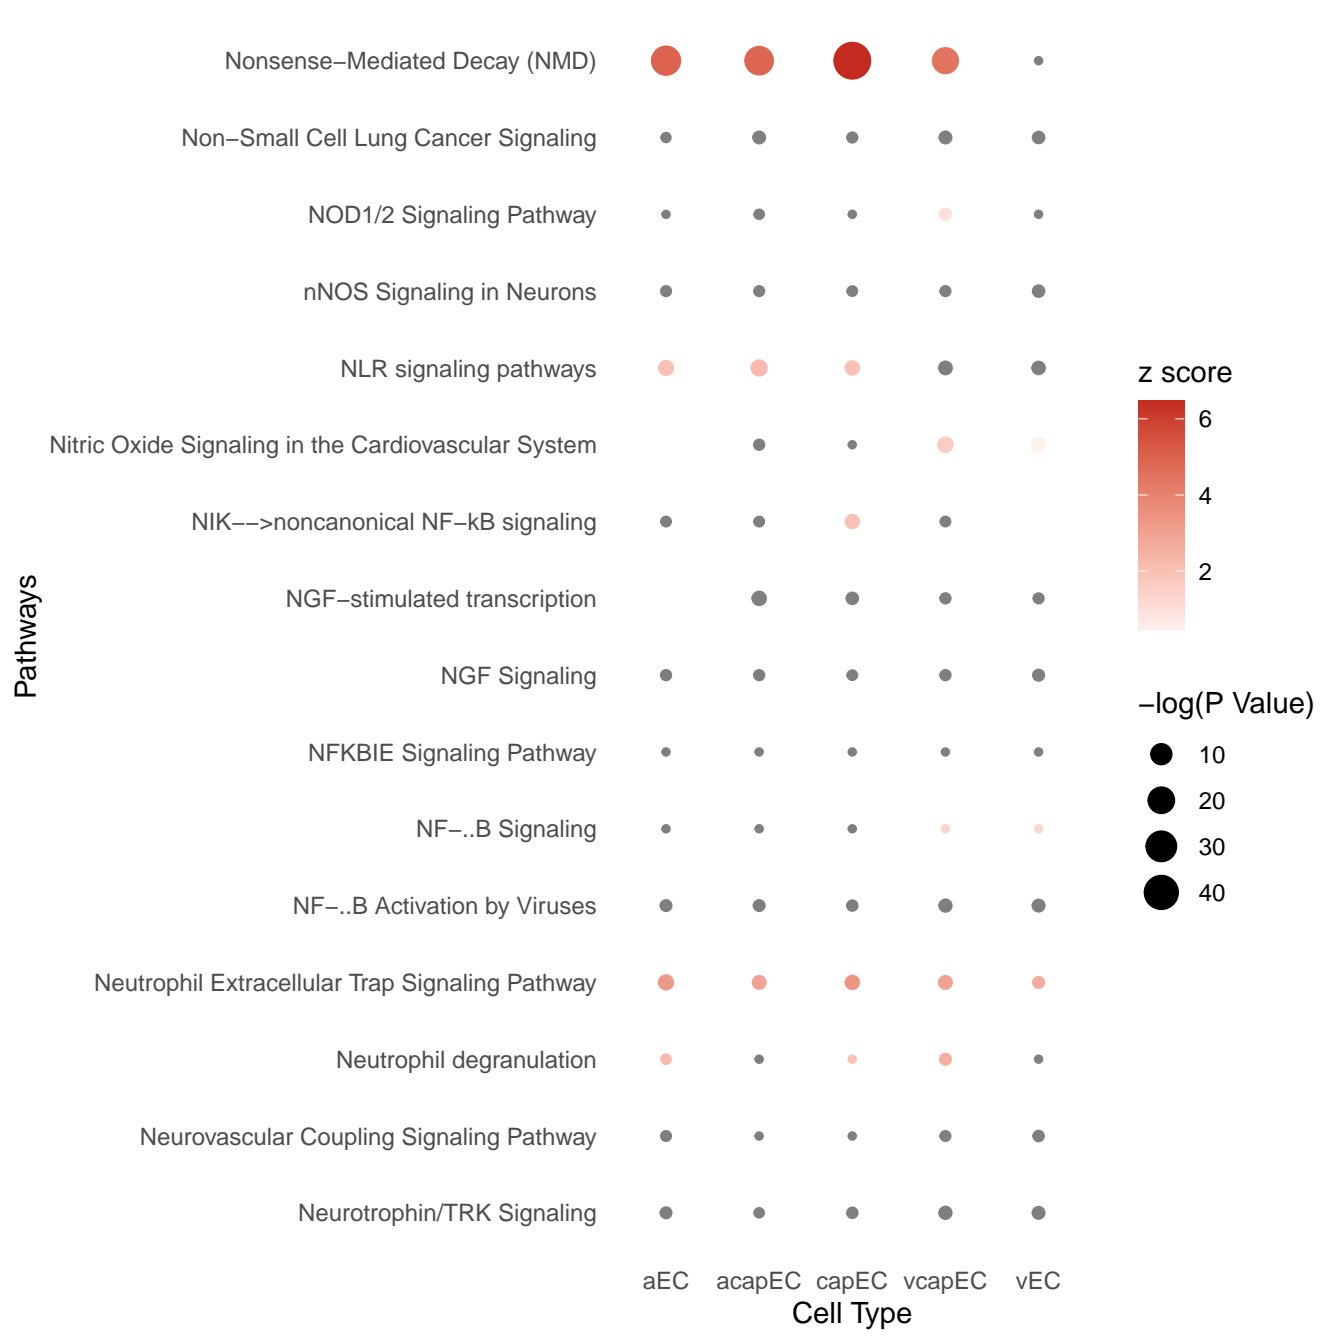 Nonsense−Mediated Decay (NMD)
Non−Small Cell Lung Cancer Signaling
NOD1/2 Signaling Pathway
nNOS Signaling in Neurons
NLR signaling pathways
Nitric Oxide Signaling in the Cardiovascular System
NIK−−>noncanonical NF−kB signaling
NGF−stimulated transcription
NGF Signaling
NFKBIE Signaling Pathway
NF−..B Signaling
NF−..B Activation by Viruses
Neutrophil Extracellular Trap Signaling Pathway
Neutrophil degranulation
Neurovascular Coupling Signaling Pathway
Neurotrophin/TRK Signaling
Pathways
aEC acapEC capEC vcapEC vEC
Cell Type
z score
6
4
2
−log(P Value)
10
20
30
40